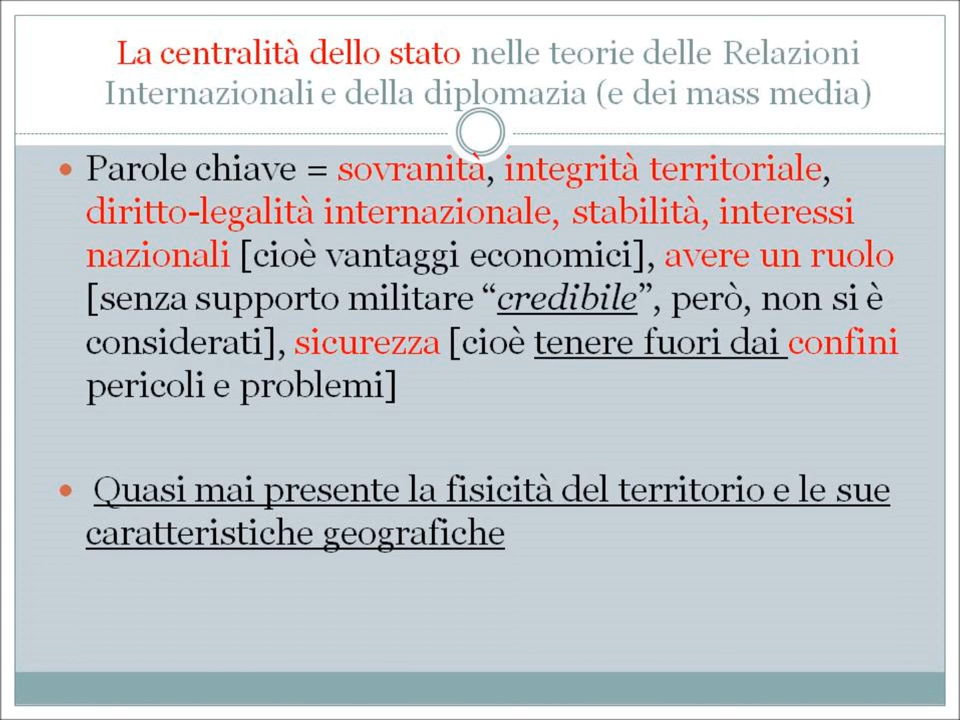 La centralità dello stato nelle teorie delle Relazioni
Internazionali e della diplomazia (e dei mass media)
• Parole chiave = sovranità, integrità territoriale,
diritto-legalità internazionale, stabilità, interessi
nazionali [cioè vantaggi economici], avere un ruolo
[senza supporto militare “credibile”, però, non si è
considerati], sicurezza [cioè tenere fuori dai confini
pericoli e problemi]
• Quasi mai presente la fisicità del territorio e le sue
caratteristiche geografiche